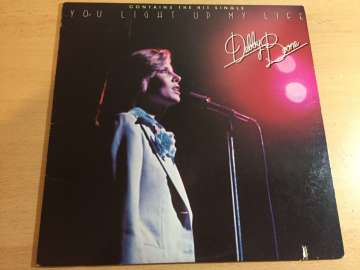 CONTAINS THE HIT SINGLE
YOU LIGHT UP MY LIFE
Debby Boone